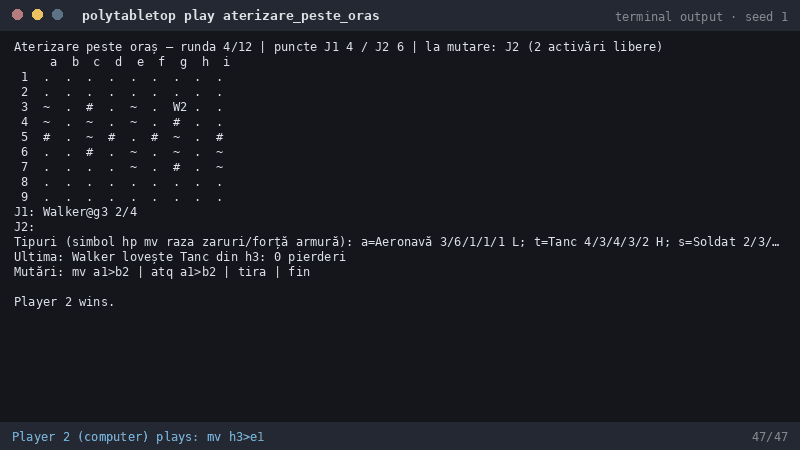 polytabletop play aterizare_peste_oras
terminal output · seed 1
Aterizare peste oraș — runda 4/12 | puncte J1 4 / J2 6 | la mutare: J2 (2 activări libere)
a b c d e f g h i
1 . . . . . . . . .
2 . . . . . . . . .
3 ~ . # . ~ . W2 . .
4 ~ . ~ . ~ . # . .
5 # . ~ # . # ~ . #
6 . . # . ~ . ~ . ~
7 . . . . ~ . # . ~
8 . . . . . . . . .
9 . . . . . . . . .
J1: Walker@g3 2/4
J2:
Tipuri (simbol hp mv raza zaruri/forță armură): a=Aeronavă 3/6/1/1/1 L; t=Tanc 4/3/4/3/2 H; s=Soldat 2/3/…
Ultima: Walker lovește Tanc din h3: 0 pierderi
Mutări: mv a1>b2 | atq a1>b2 | tira | fin
Player 2 wins.
Player 2 (computer) plays: mv h3>e1
47/47